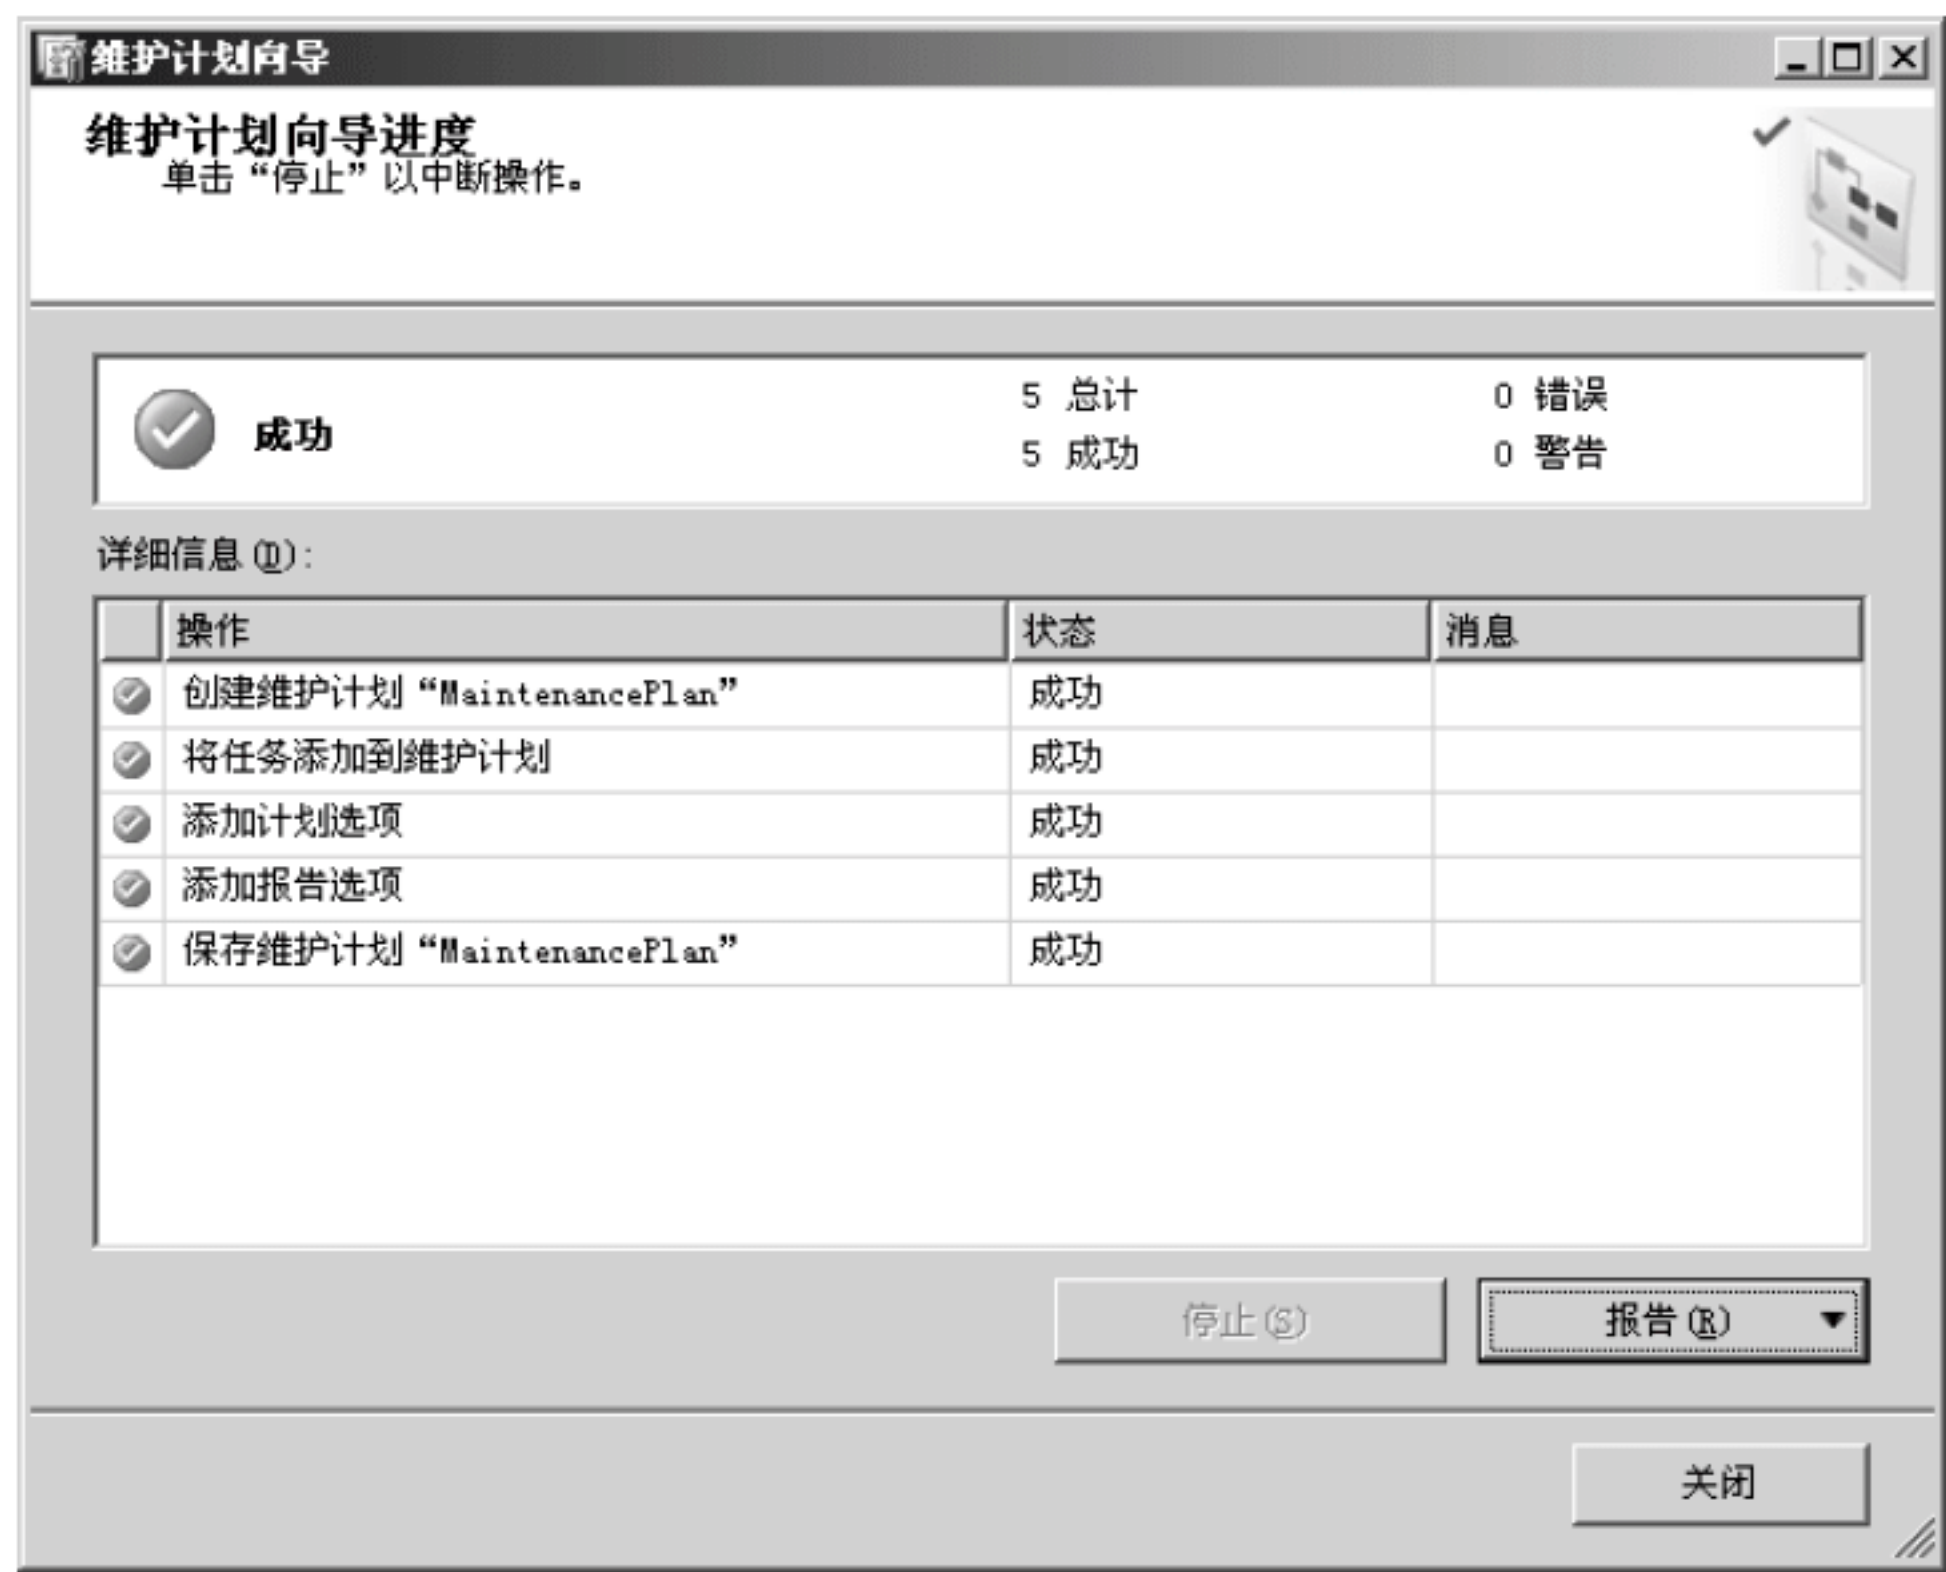 维护计划向导
维护计划向导进度
单击“停止”以中断操作。
成功
5 总计
0 错误
5 成功
0 警告
详细信息(D):
操作 状态 消息
创建维护计划“MaintenancePlan” 成功
将任务添加到维护计划 成功
添加计划选项 成功
添加报告选项 成功
保存维护计划“MaintenancePlan” 成功
停止(S) 报告(R)
关闭